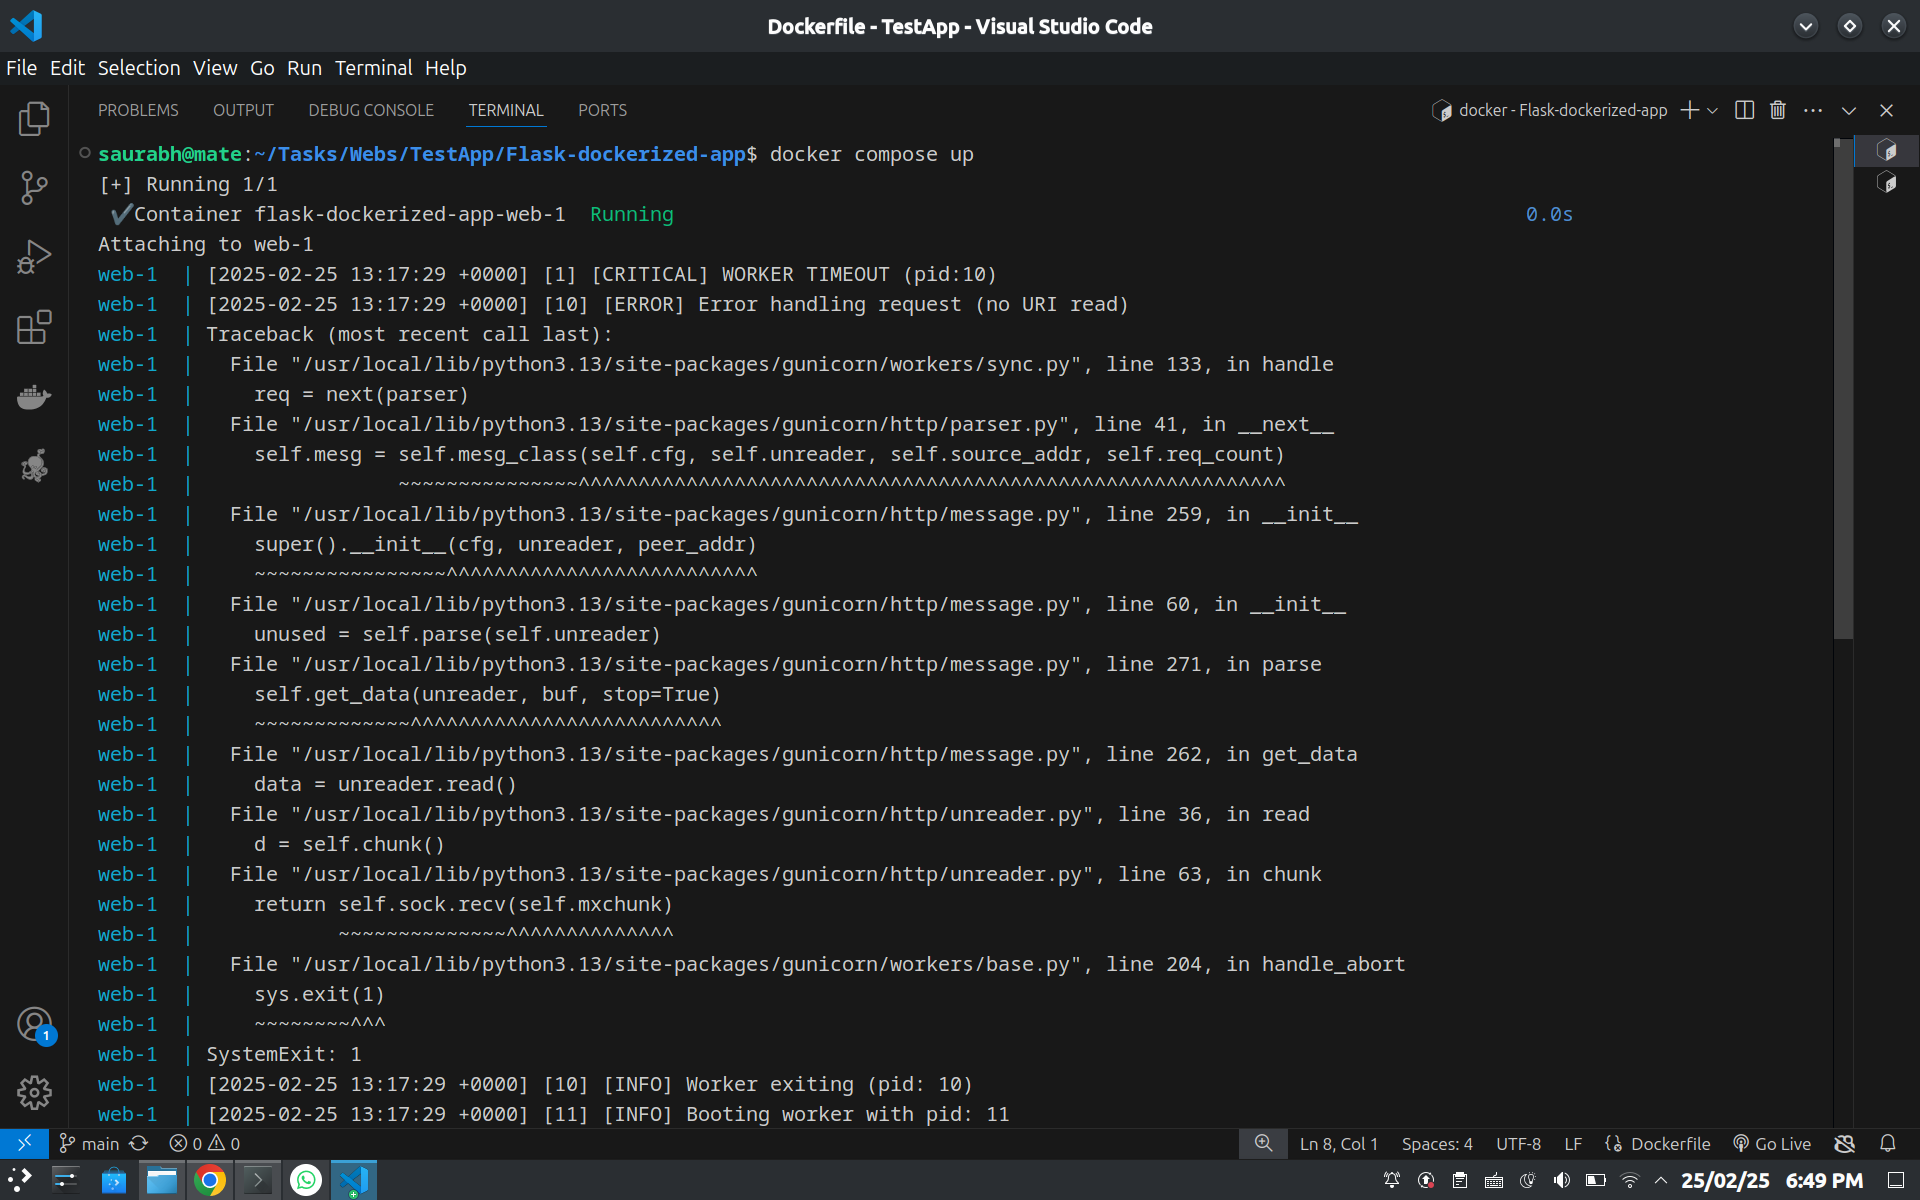 Dockerfile - TestApp - Visual Studio Code
File Edit Selection View Go Run Terminal Help
PROBLEMS OUTPUT DEBUG CONSOLE TERMINAL PORTS docker - Flask-dockerized-app
saurabh@mate:~/Tasks/Webs/TestApp/Flask-dockerized-app$ docker compose up
[+] Running 1/1
✔Container flask-dockerized-app-web-1 Running 0.0s
Attaching to web-1
web-1 | [2025-02-25 13:17:29 +0000] [1] [CRITICAL] WORKER TIMEOUT (pid:10)
web-1 | [2025-02-25 13:17:29 +0000] [10] [ERROR] Error handling request (no URI read)
web-1 | Traceback (most recent call last):
web-1 |   File "/usr/local/lib/python3.13/site-packages/gunicorn/workers/sync.py", line 133, in handle
web-1 |     req = next(parser)
web-1 |   File "/usr/local/lib/python3.13/site-packages/gunicorn/http/parser.py", line 41, in __next__
web-1 |     self.mesg = self.mesg_class(self.cfg, self.unreader, self.source_addr, self.req_count)
web-1 |                 ~~~~~~~~~~~~~~~^^^^^^^^^^^^^^^^^^^^^^^^^^^^^^^^^^^^^^^^^^^^^^^^^^^^^^^^^^^
web-1 |   File "/usr/local/lib/python3.13/site-packages/gunicorn/http/message.py", line 259, in __init__
web-1 |     super().__init__(cfg, unreader, peer_addr)
web-1 |     ~~~~~~~~~~~~~~~~^^^^^^^^^^^^^^^^^^^^^^^^^^
web-1 |   File "/usr/local/lib/python3.13/site-packages/gunicorn/http/message.py", line 60, in __init__
web-1 |     unused = self.parse(self.unreader)
web-1 |   File "/usr/local/lib/python3.13/site-packages/gunicorn/http/message.py", line 271, in parse
web-1 |     self.get_data(unreader, buf, stop=True)
web-1 |     ~~~~~~~~~~~~~^^^^^^^^^^^^^^^^^^^^^^^^^^
web-1 |   File "/usr/local/lib/python3.13/site-packages/gunicorn/http/message.py", line 262, in get_data
web-1 |     data = unreader.read()
web-1 |   File "/usr/local/lib/python3.13/site-packages/gunicorn/http/unreader.py", line 36, in read
web-1 |     d = self.chunk()
web-1 |   File "/usr/local/lib/python3.13/site-packages/gunicorn/http/unreader.py", line 63, in chunk
web-1 |     return self.sock.recv(self.mxchunk)
web-1 |            ~~~~~~~~~~~~~~^^^^^^^^^^^^^^
web-1 |   File "/usr/local/lib/python3.13/site-packages/gunicorn/workers/base.py", line 204, in handle_abort
web-1 |     sys.exit(1)
web-1 |     ~~~~~~~~^^^
web-1 | SystemExit: 1
web-1 | [2025-02-25 13:17:29 +0000] [10] [INFO] Worker exiting (pid: 10)
web-1 | [2025-02-25 13:17:29 +0000] [11] [INFO] Booting worker with pid: 11
1
main 0 0 Ln 8, Col 1 Spaces: 4 UTF-8 LF Dockerfile Go Live
25/02/25 6:49 PM